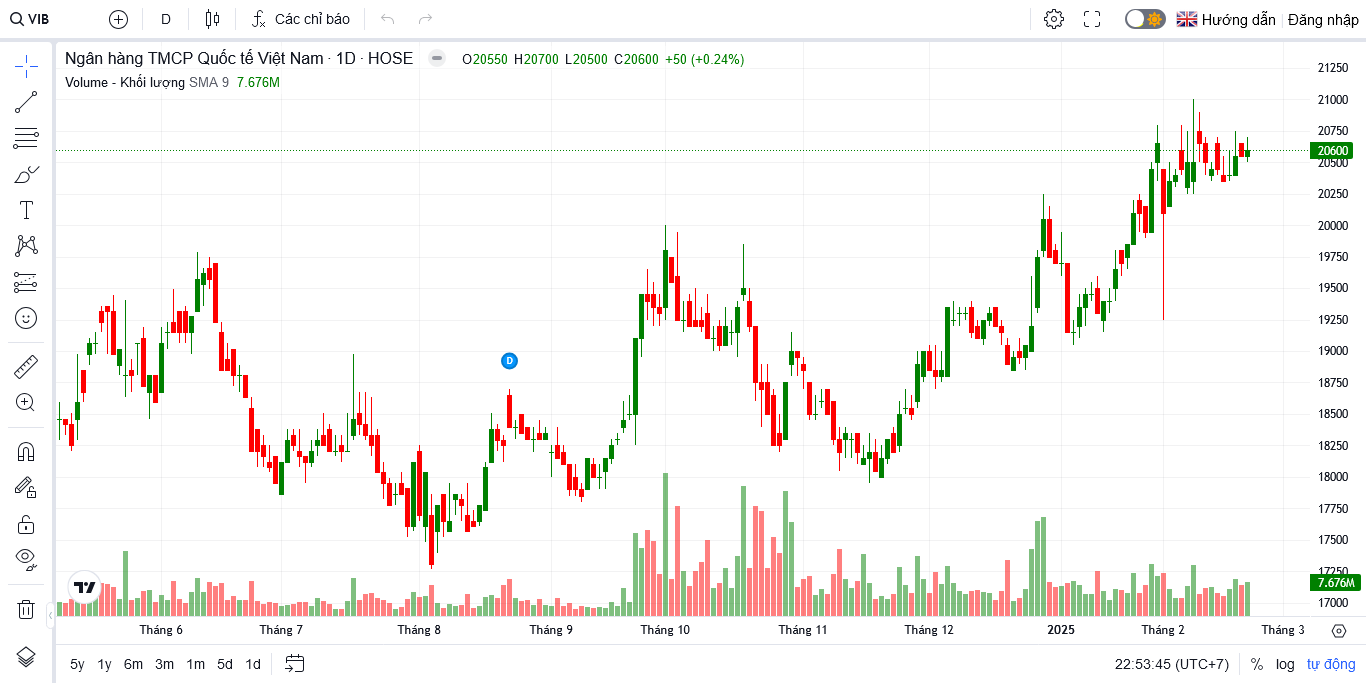 VIB D Các chỉ báo Hướng dẫn Đăng nhập
Ngân hàng TMCP Quốc tế Việt Nam · 1D · HOSE O20550 H20700 L20500 C20600 +50 (+0.24%)
Volume - Khối lượng SMA 9 7.676M
21250
21000
20750
20600
20500
20250
20000
19750
19500
19250
19000
18750
18500
18250
18000
17750
17500
17250
7.676M
17000
D
Tháng 6 Tháng 7 Tháng 8 Tháng 9 Tháng 10 Tháng 11 Tháng 12 2025 Tháng 2 Tháng 3
5y 1y 6m 3m 1m 5d 1d 22:53:45 (UTC+7) % log tự động